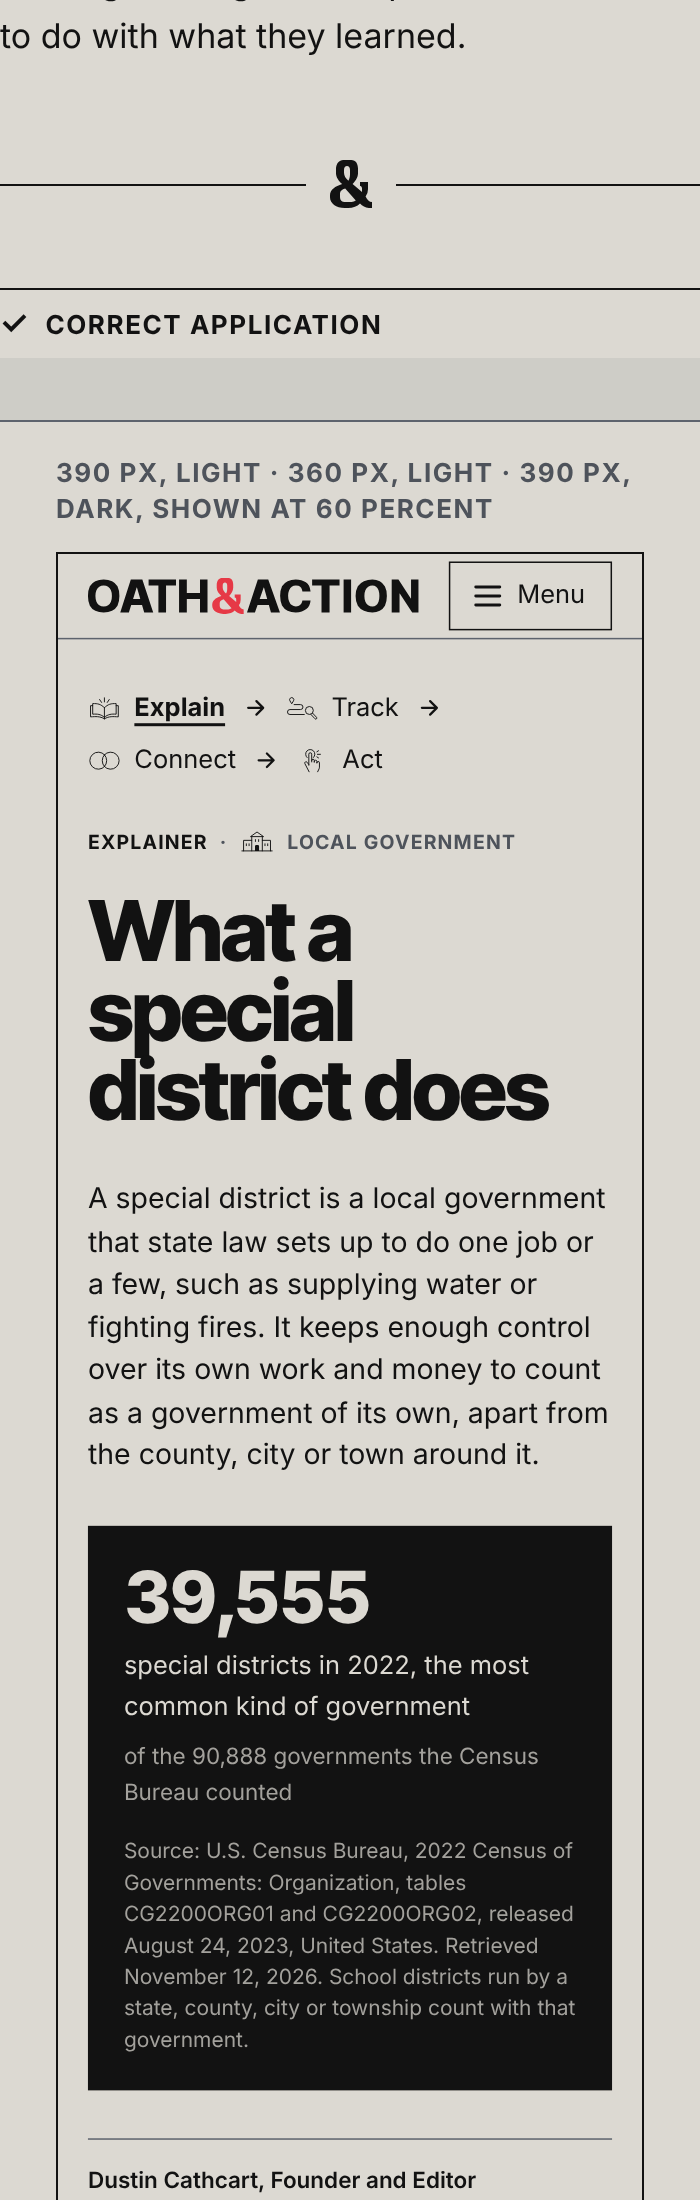 to do with what they learned.
&
✓ CORRECT APPLICATION
390 PX, LIGHT · 360 PX, LIGHT · 390 PX,
DARK, SHOWN AT 60 PERCENT
OATH&ACTION Menu
Explain → Track →
Connect → Act
EXPLAINER · LOCAL GOVERNMENT
What a
special
district does
A special district is a local government
that state law sets up to do one job or
a few, such as supplying water or
fighting fires. It keeps enough control
over its own work and money to count
as a government of its own, apart from
the county, city or town around it.
39,555
special districts in 2022, the most
common kind of government
of the 90,888 governments the Census
Bureau counted
Source: U.S. Census Bureau, 2022 Census of
Governments: Organization, tables
CG2200ORG01 and CG2200ORG02, released
August 24, 2023, United States. Retrieved
November 12, 2026. School districts run by a
state, county, city or township count with that
government.
Dustin Cathcart, Founder and Editor